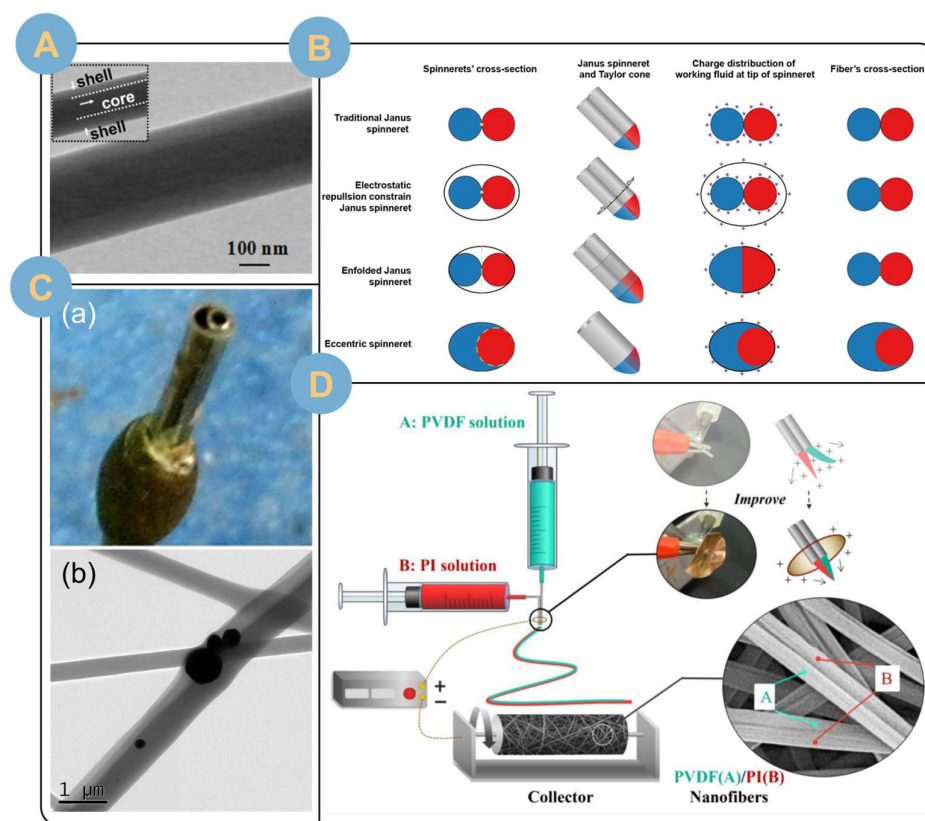 A
shell
core
shell
100 nm
B
Spinnerets' cross-section
Janus spinneret
and Taylor cone
Charge distribution of
working fluid at tip of spinneret
Fiber's cross-section
Traditional Janus
spinneret
Electrostatic
repullsion constrain
Janus spinneret
Enfolded Janus
spinneret
Eccentric spinneret
C
(a)
(b)
1 μm
D
A: PVDF solution
B: PI solution
Improve
+
−
A
B
Collector
PVDF(A)/PI(B)
Nanofibers